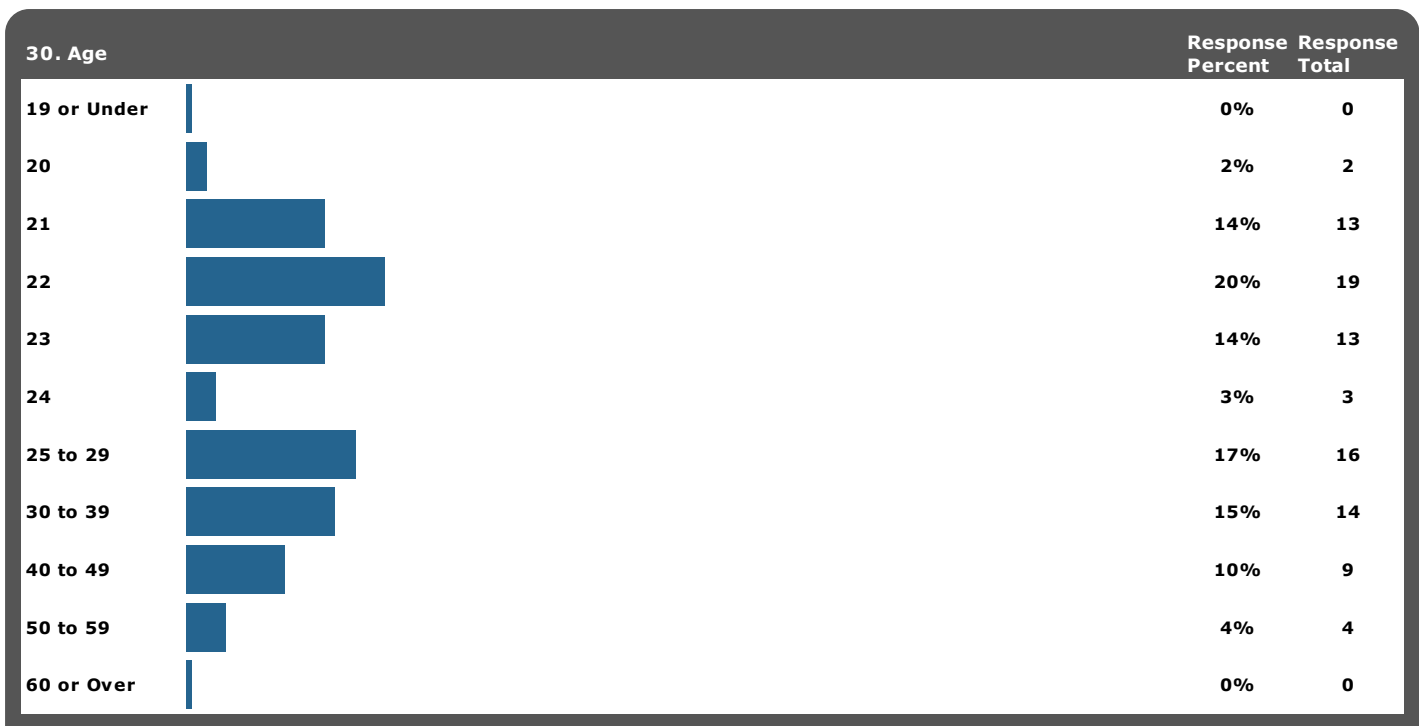 30. Age Response Response
Percent Total
19 or Under 0% 0
20 2% 2
21 14% 13
22 20% 19
23 14% 13
24 3% 3
25 to 29 17% 16
30 to 39 15% 14
40 to 49 10% 9
50 to 59 4% 4
60 or Over 0% 0